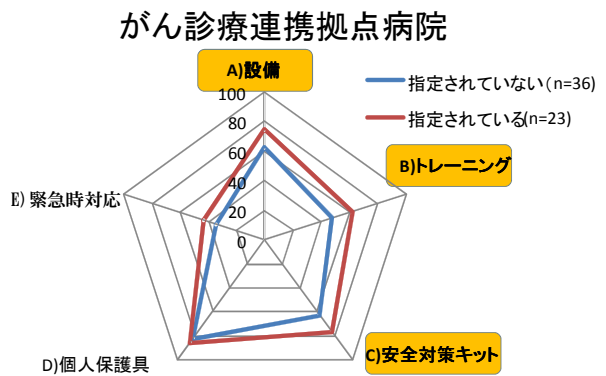 がん診療連携拠点病院
A)設備
指定されていない(n=36)
指定されている(n=23)
100
80
60
40
20
0
B)トレーニング
E) 緊急時対応
C)安全対策キット
D)個人保護具